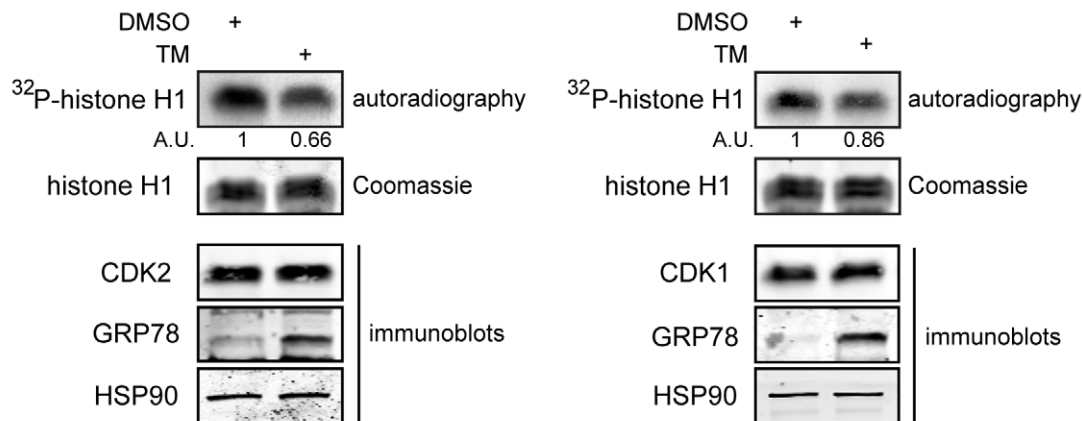 DMSO +
TM +
³²P-histone H1 autoradiography
A.U. 1 0.66
histone H1 Coomassie
CDK2
GRP78 immunoblots
HSP90
DMSO +
TM +
³²P-histone H1 autoradiography
A.U. 1 0.86
histone H1 Coomassie
CDK1
GRP78 immunoblots
HSP90